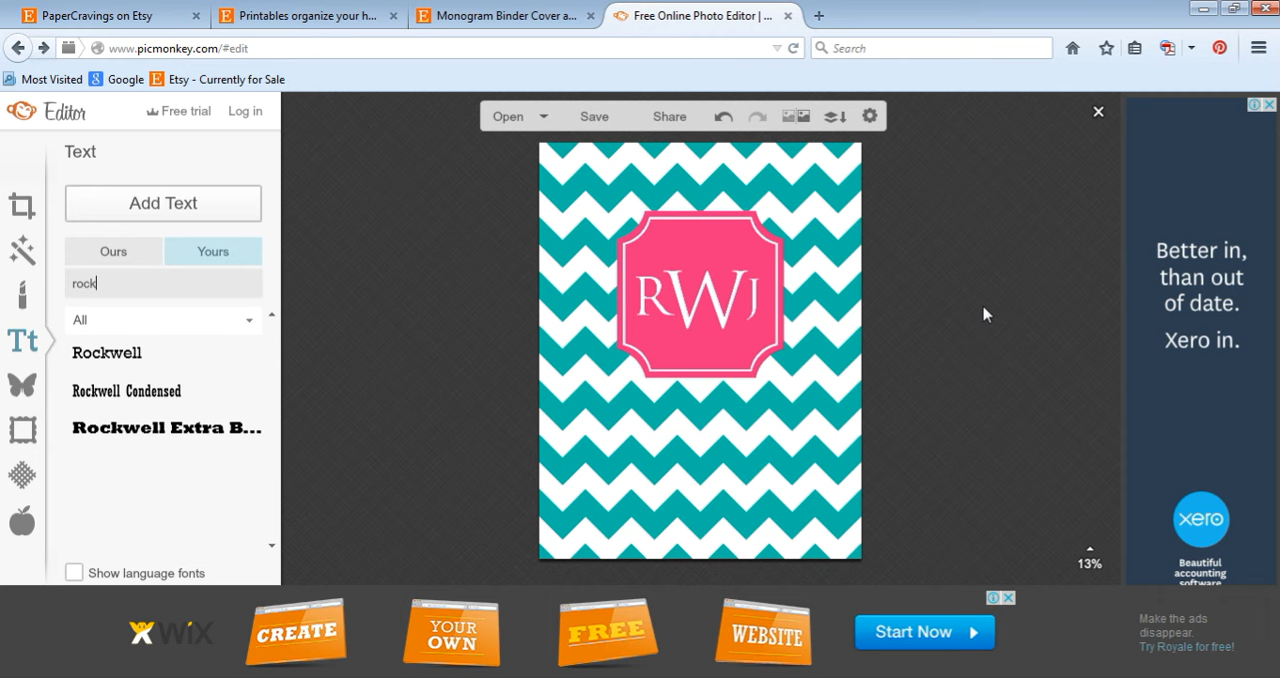 PaperCravings on Etsy × Printables organize your h... × Monogram Binder Cover a... × Free Online Photo Editor | ... × +
www.picmonkey.com/#edit Search
Most Visited Google Etsy - Currently for Sale
Editor Free trial Log in
Open Save Share
Text
Add Text
Ours Yours
rock
All
Rockwell
Rockwell Condensed
Rockwell Extra B...
Show language fonts
RWJ
13%
Better in,
than out
of date.
Xero in.
xero
Beautiful
accounting
software
WiX
CREATE
YOUR
OWN
FREE
WEBSITE
Start Now
Make the ads
disappear.
Try Royale for free!